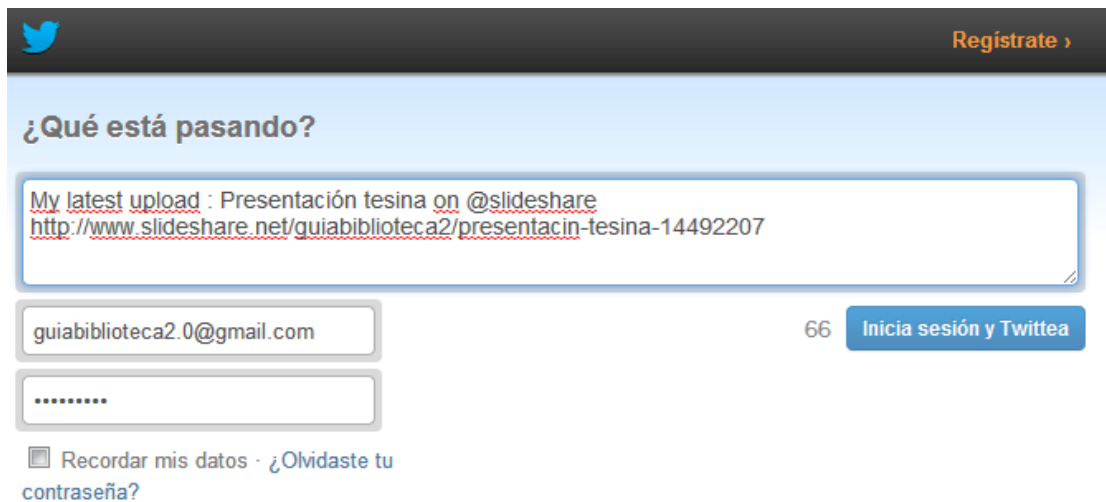 Regístrate ›
¿Qué está pasando?
My latest upload : Presentación tesina on @slideshare
http://www.slideshare.net/guiabiblioteca2/presentacin-tesina-14492207
guiabiblioteca2.0@gmail.com
66 Inicia sesión y Twittea
•••••••••
Recordar mis datos · ¿Olvidaste tu
contraseña?